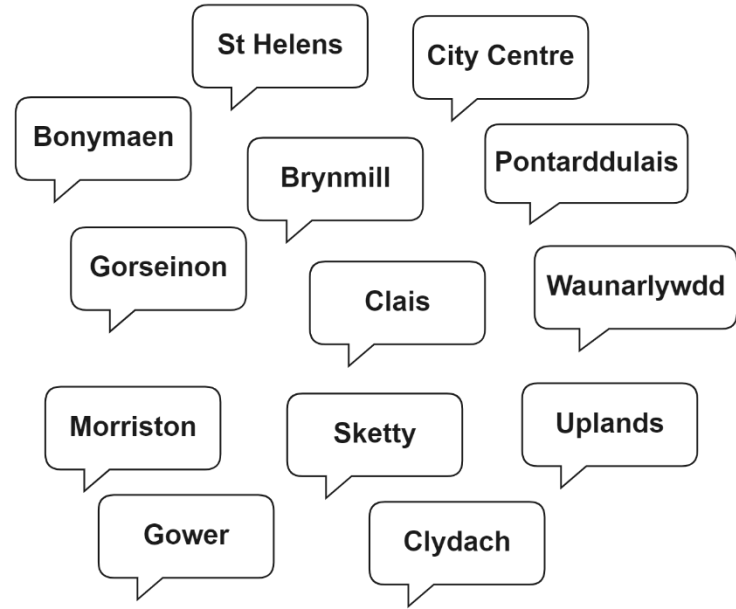 St Helens
City Centre
Bonymaen
Brynmill
Pontarddulais
Gorseinon
Clais
Waunarlywdd
Morriston
Sketty
Uplands
Gower
Clydach